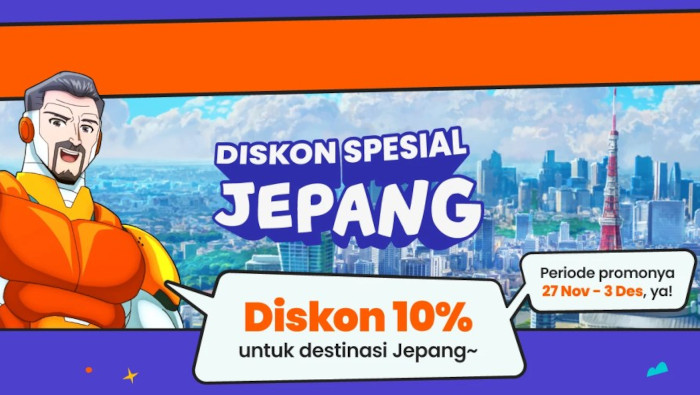 DISKON SPESIAL
JEPANG
Diskon 10%
untuk destinasi Jepang~
Periode promonya
27 Nov - 3 Des, ya!